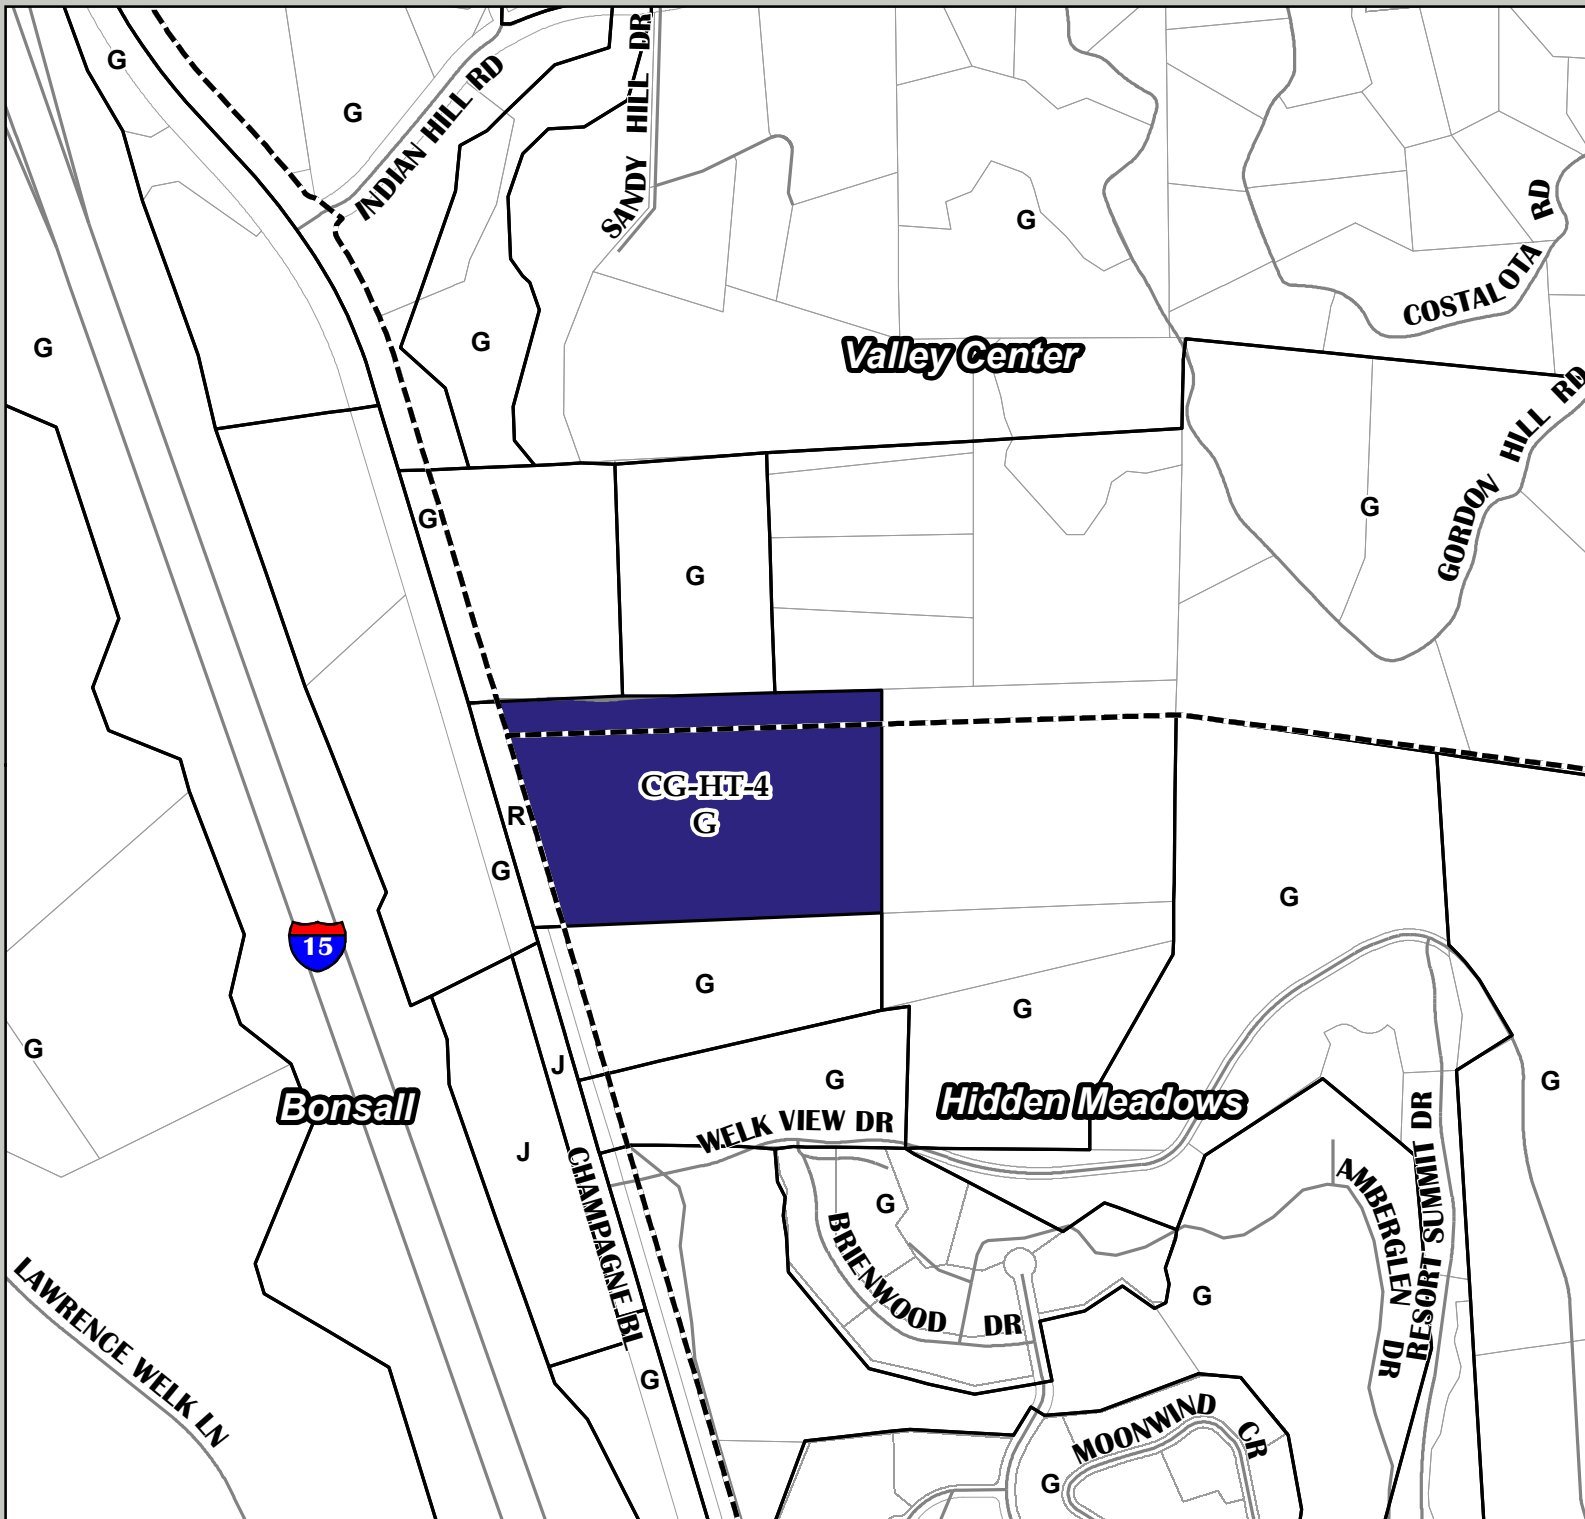 G
G
INDIAN HILL RD
SANDY HILL DR
G
RD
COSTALOTA
G
G
Valley Center
GORDON HILL RD
G
G
G
CG-HT-4
G
R
G
G
15
G
G
G
J
G
G
Bonsall
Hidden Meadows
WELK VIEW DR
J
CHAMPAGNE BL
G
BRIENWOOD DR
AMBERGLEN DR
RESORT SUMMIT DR
G
LAWRENCE WELK LN
G
MOONWIND CR
G